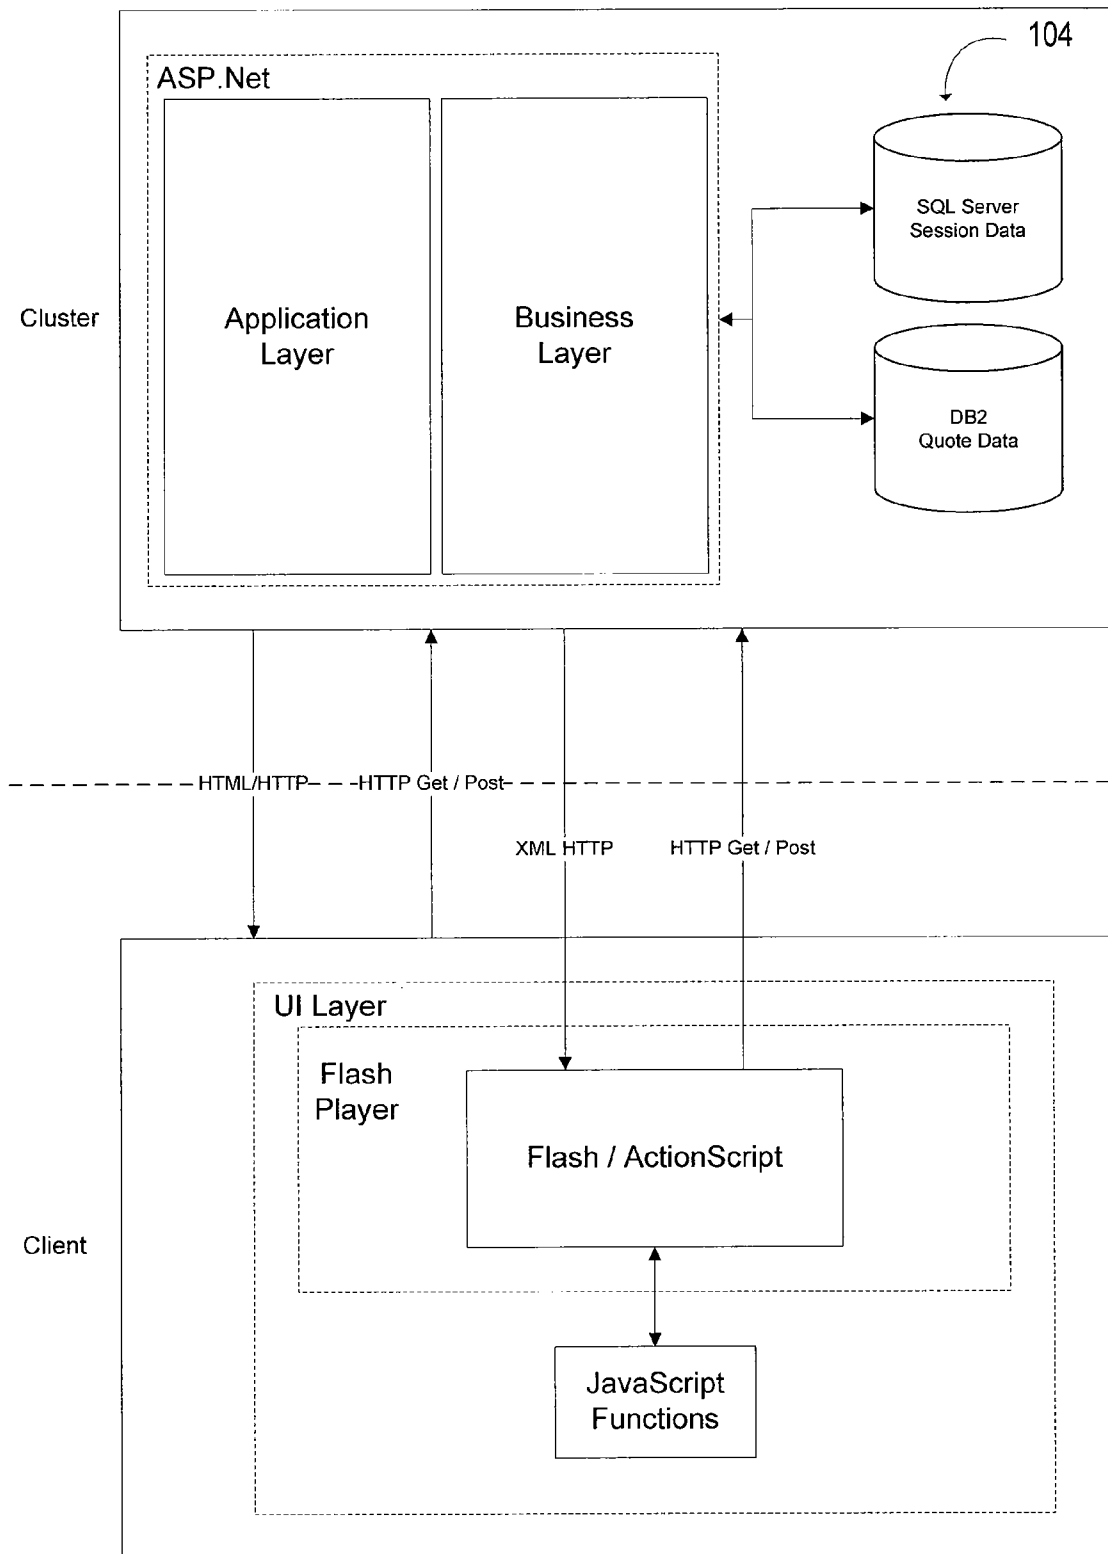 104
ASP.Net
SQL Server
Session Data
Cluster
Application
Layer
Business
Layer
DB2
Quote Data
HTML/HTTP
HTTP Get / Post
XML HTTP
HTTP Get / Post
UI Layer
Flash
Player
Flash / ActionScript
Client
JavaScript
Functions